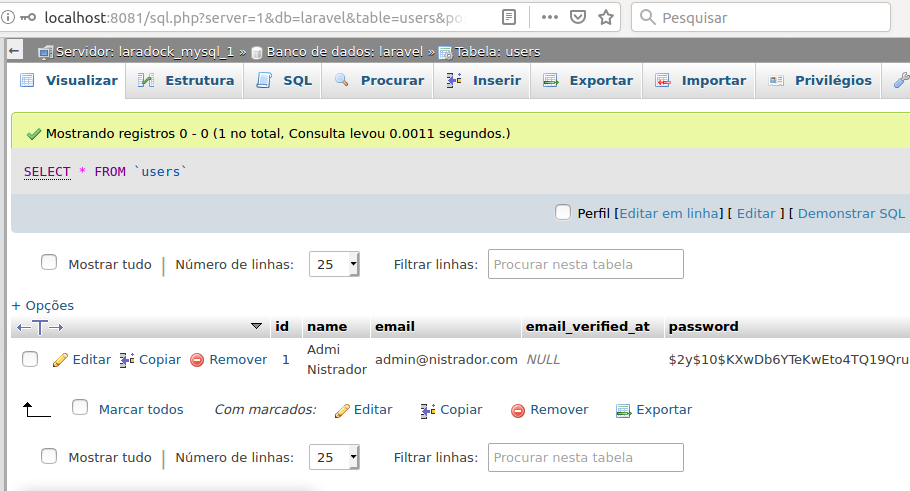 localhost:8081/sql.php?server=1&db=laravel&table=users&po
Pesquisar
Servidor: laradock_mysql_1 » Banco de dados: laravel » Tabela: users
Visualizar Estrutura SQL Procurar Inserir Exportar Importar Privilégios
Mostrando registros 0 - 0 (1 no total, Consulta levou 0.0011 segundos.)
SELECT * FROM `users`
Perfil [Editar em linha] [ Editar ] [ Demonstrar SQL
Mostrar tudo | Número de linhas: 25 Filtrar linhas: Procurar nesta tabela
+ Opções
id name email email_verified_at password
Editar Copiar Remover 1 Admi Nistrador admin@nistrador.com NULL $2y$10$KXwDb6YTeKwEto4TQ19Qru
Marcar todos Com marcados: Editar Copiar Remover Exportar
Mostrar tudo | Número de linhas: 25 Filtrar linhas: Procurar nesta tabela